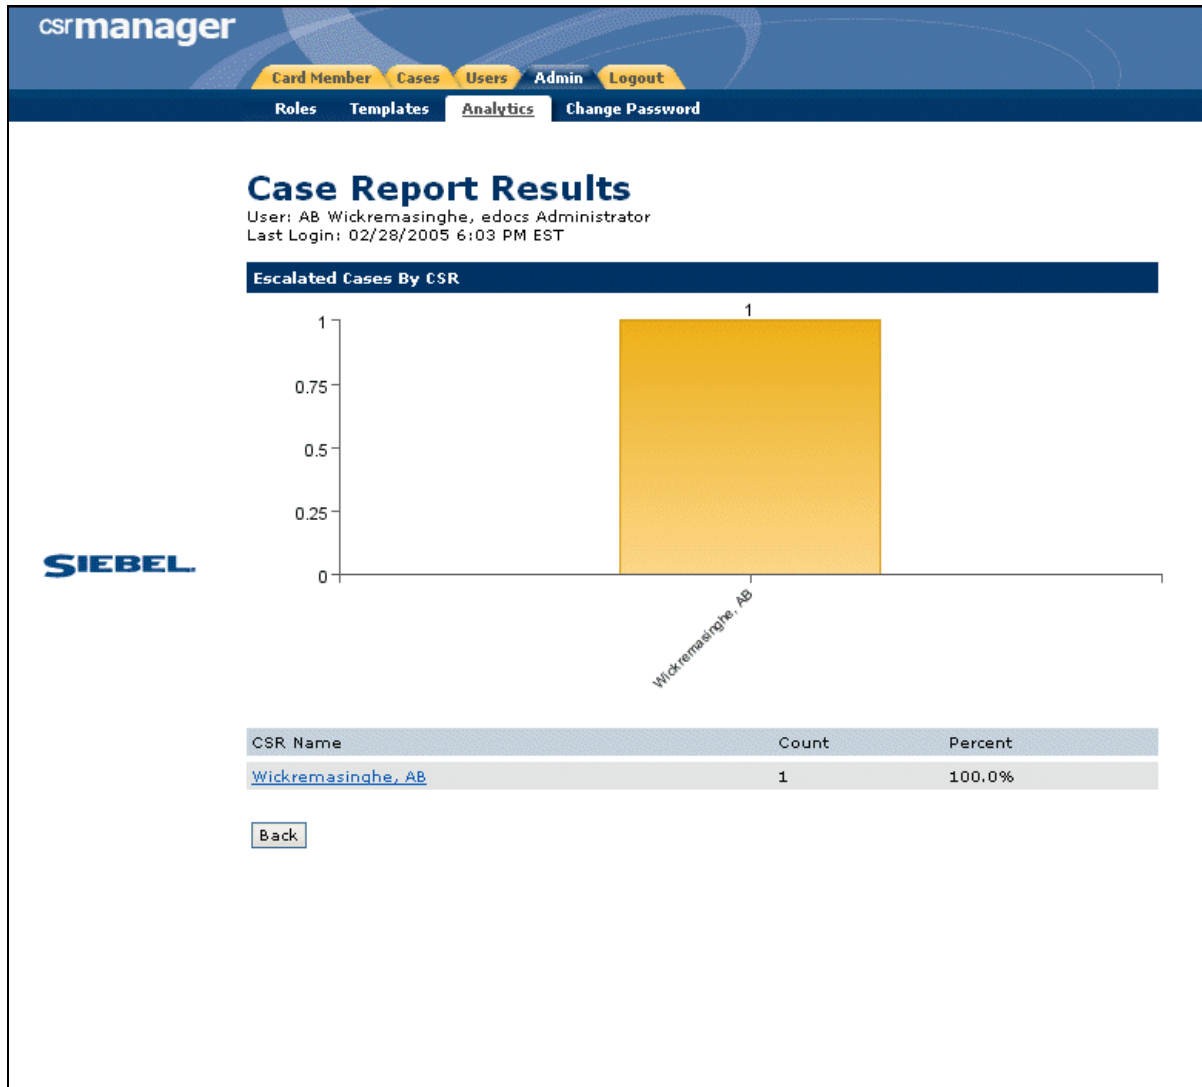 csrmanager
Card Member Cases Users Admin Logout
Roles Templates Analytics Change Password
Case Report Results
User: AB Wickremasinghe, edocs Administrator
Last Login: 02/28/2005 6:03 PM EST
Escalated Cases By CSR
1
1
0.75
0.5
0.25
0
SIEBEL.
Wickremasinghe, AB
CSR Name Count Percent
Wickremasinghe, AB 1 100.0%
Back